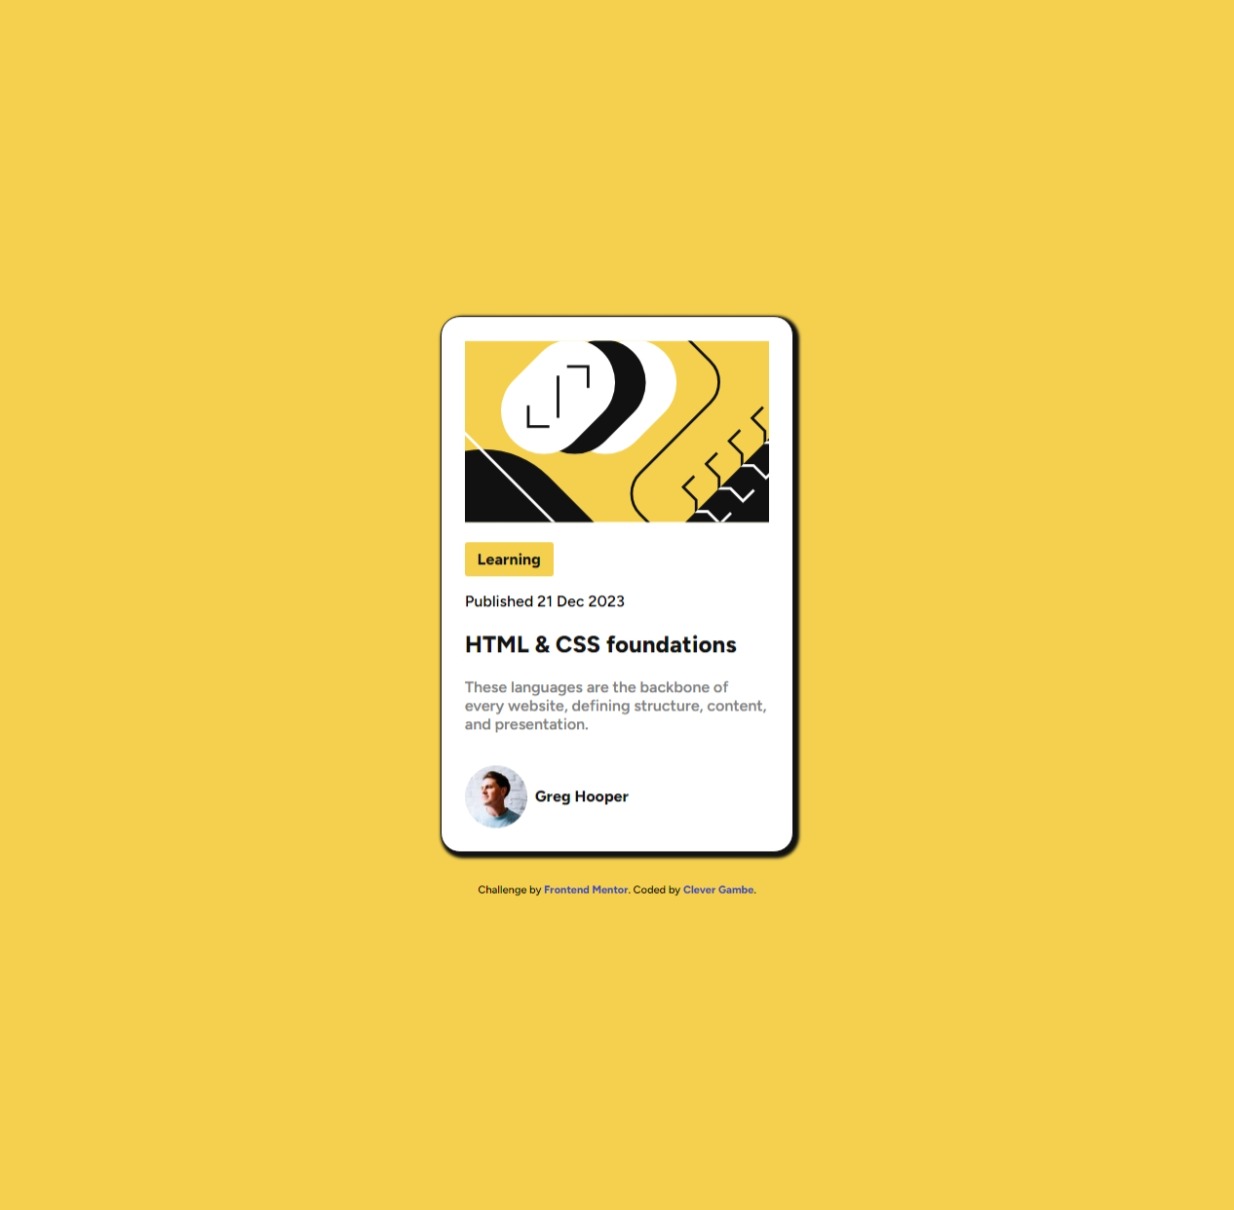 Learning
Published 21 Dec 2023
HTML & CSS foundations
These languages are the backbone of
every website, defining structure, content,
and presentation.
Greg Hooper
Challenge by Frontend Mentor. Coded by Clever Gambe.